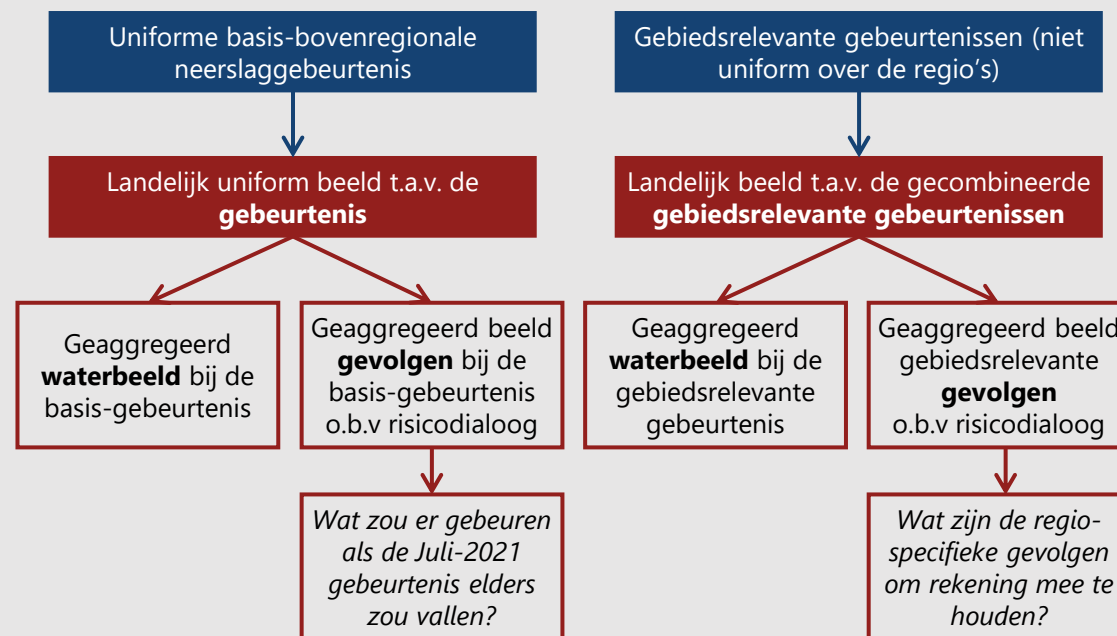 Uniforme basis-bovenregionale
neerslaggebeurtenis
Gebiedsrelevante gebeurtenissen (niet
uniform over de regio's)
Landelijk uniform beeld t.a.v. de
gebeurtenis
Landelijk beeld t.a.v. de gecombineerde
gebiedsrelevante gebeurtenissen
Geaggregeerd
waterbeeld bij de
basis-gebeurtenis
Geaggregeerd beeld
gevolgen bij de
basis-gebeurtenis
o.b.v risicodialoog
Geaggregeerd
waterbeeld bij de
gebiedsrelevante
gebeurtenis
Geaggregeerd beeld
gebiedsrelevante
gevolgen
o.b.v risicodialoog
Wat zou er gebeuren
als de Juli-2021
gebeurtenis elders
zou vallen?
Wat zijn de regio-
specifieke gevolgen
om rekening mee te
houden?